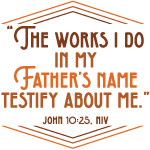 "The works I do
in my
Father's name
testify about me."
John 10:25, NIV